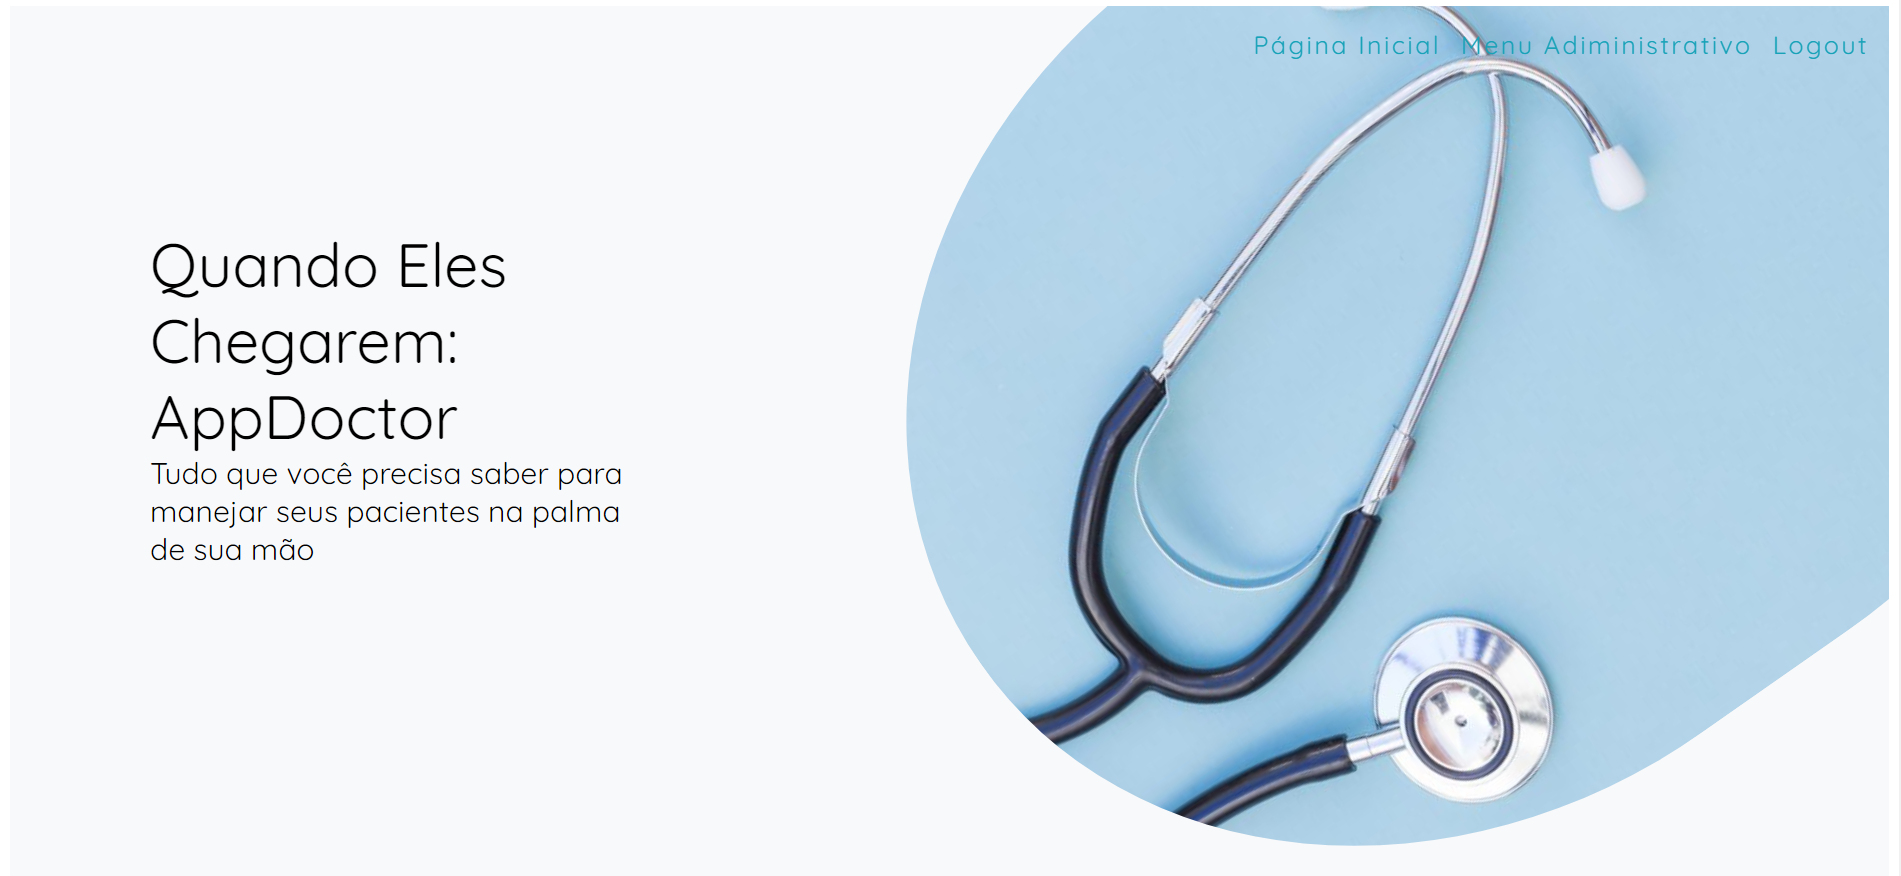 Página Inicial Menu Adiministrativo Logout
Quando Eles
Chegarem:
AppDoctor
Tudo que você precisa saber para
manejar seus pacientes na palma
de sua mão